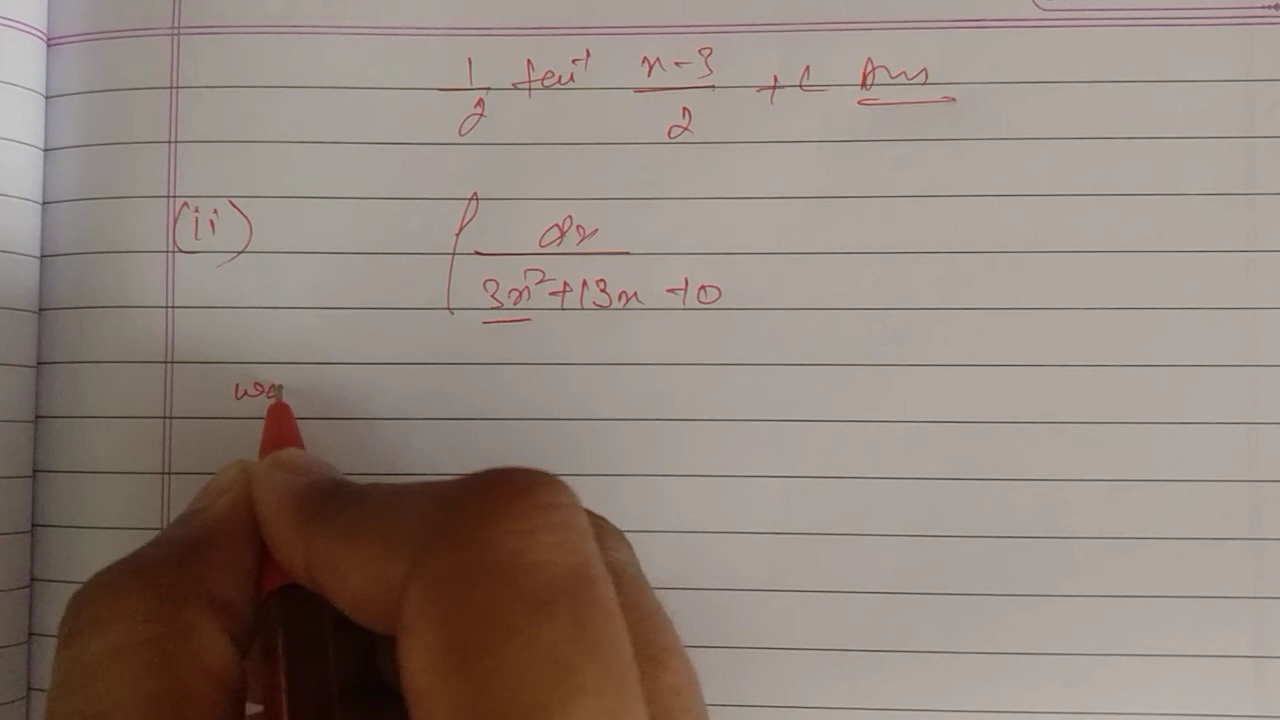 1/2 tan⁻¹ x-3/2 + C Ans
(ii) ∫ dx/3x²+13x-10
we